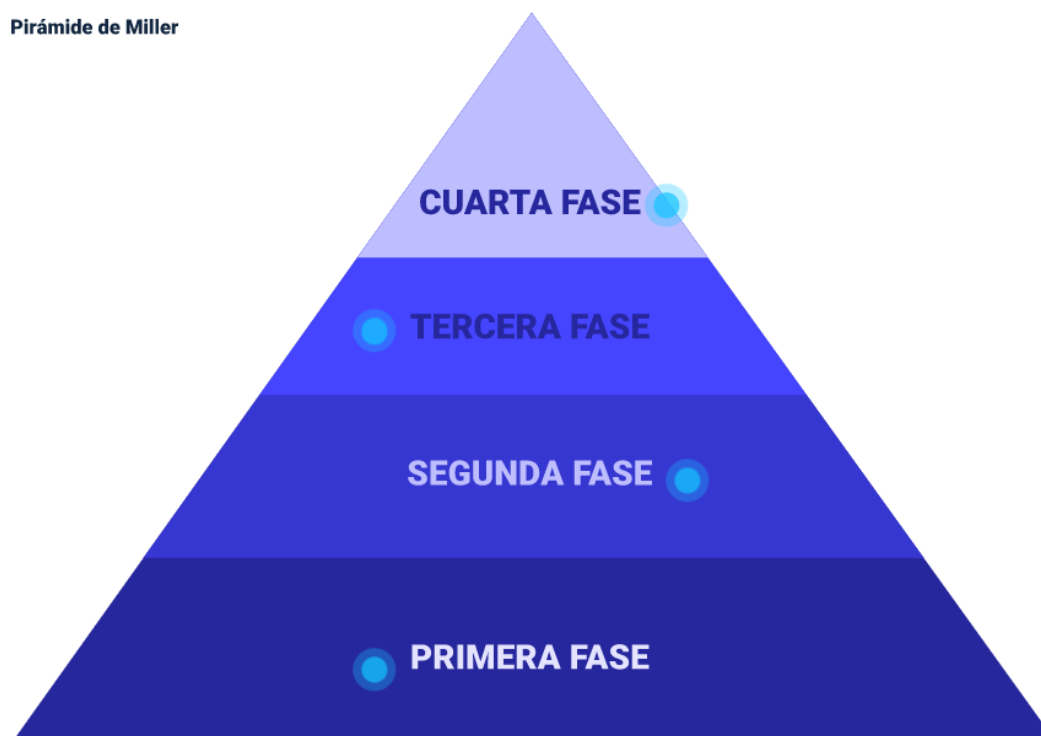 Pirámide de Miller
CUARTA FASE
TERCERA FASE
SEGUNDA FASE
PRIMERA FASE